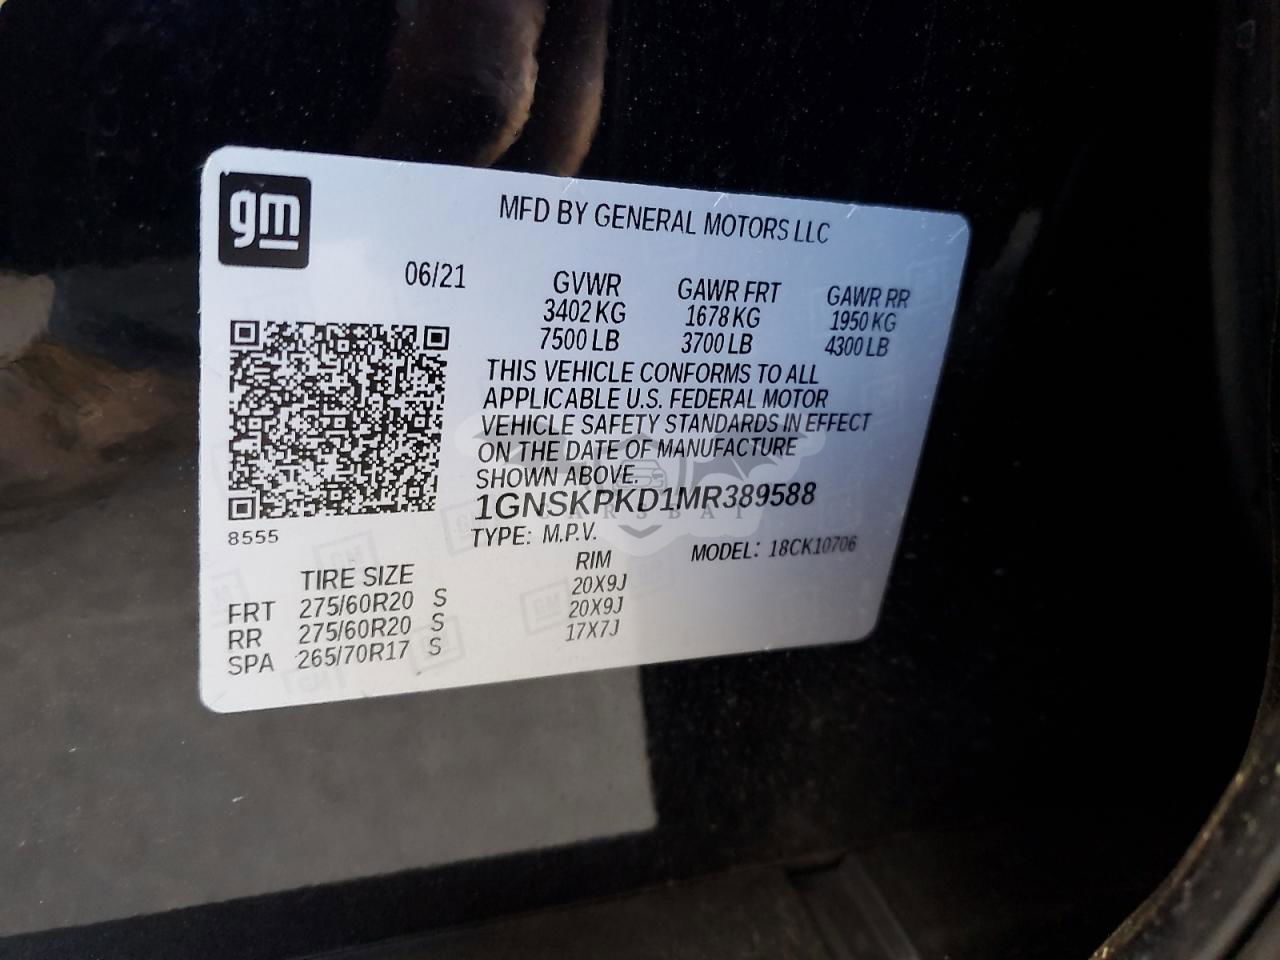 gm
MFD BY GENERAL MOTORS LLC
06/21
GVWR GAWR FRT GAWR RR
3402 KG 1678 KG 1950 KG
7500 LB 3700 LB 4300 LB
THIS VEHICLE CONFORMS TO ALL
APPLICABLE U.S. FEDERAL MOTOR
VEHICLE SAFETY STANDARDS IN EFFECT
ON THE DATE OF MANUFACTURE
SHOWN ABOVE.
1GNSKPKD1MR389588
CARSBAT
8555
TYPE: M.P.V. MODEL: 18CK10706
TIRE SIZE RIM
FRT 275/60R20 S 20X9J
RR 275/60R20 S 20X9J
SPA 265/70R17 S 17X7J
GM